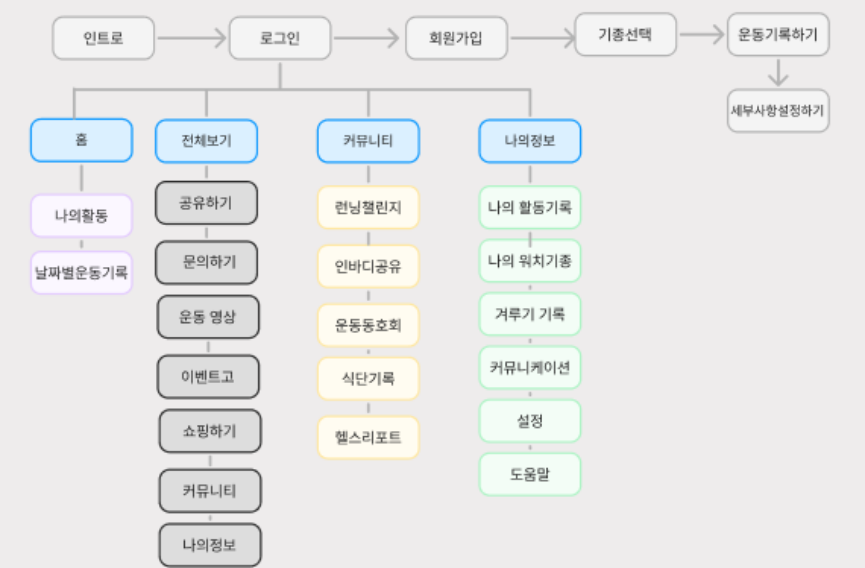 인트로
로그인
회원가입
기종선택
운동기록하기
세부사항설정하기
홈
나의활동
날짜별운동기록
전체보기
공유하기
문의하기
운동 영상
이벤트고
쇼핑하기
커뮤니티
나의정보
커뮤니티
런닝챌린지
인바디공유
운동동호회
식단기록
헬스리포트
나의정보
나의 활동기록
나의 워치기종
겨루기 기록
커뮤니케이션
설정
도움말